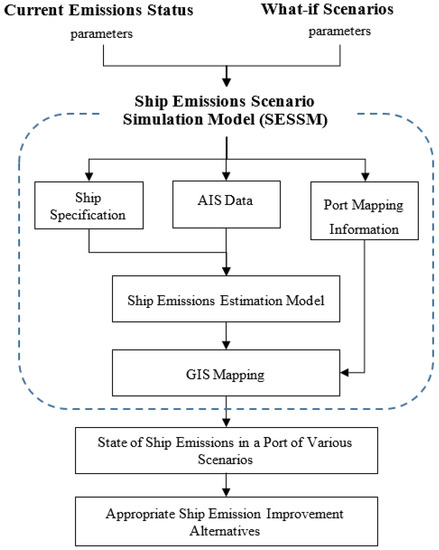 Current Emissions Status
What-if Scenarios
parameters
parameters
Ship Emissions Scenario
Simulation Model (SESSM)
Ship
Specification
AIS Data
Port Mapping
Information
Ship Emissions Estimation Model
GIS Mapping
State of Ship Emissions in a Port of Various
Scenarios
Appropriate Ship Emission Improvement
Alternatives